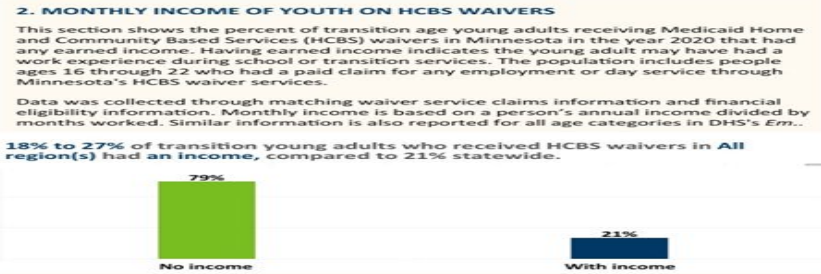 2. MONTHLY INCOME OF YOUTH ON HCBS WAIVERS
This section shows the percent of transition age young adults receiving Medicaid Home
and Community Based Services (HCBS) waivers in Minnesota in the year 2020 that had
any earned income. Having earned income indicates the young adult may have had a
work experience during school or transition services. The population includes people
ages 16 through 22 who had a paid claim for any employment or day service through
Minnesota's HCBS waiver services.
Data was collected through matching waiver service claims information and financial
eligibility information. Monthly income is based on a person's annual income divided by
months worked. Similar information is also reported for all age categories in DHS's Em..
18% to 27% of transition young adults who received HCBS waivers in All
region(s) had an income, compared to 21% statewide.
79%
21%
No income
With income